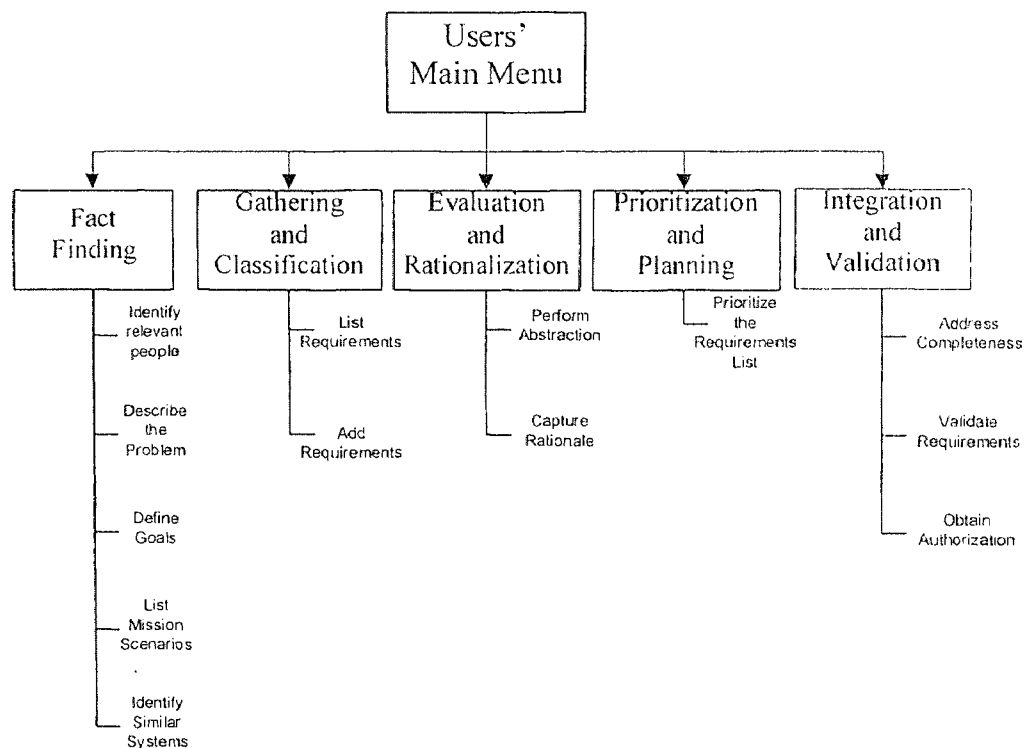 Users'
Main Menu
Fact
Finding
Gathering
and
Classification
Evaluation
and
Rationalization
Prioritization
and
Planning
Integration
and
Validation
Identify
relevant
people
Describe
the
Problem
Define
Goals
List
Mission
Scenarios
Identify
Similar
Systems
List
Requirements
Add
Requirements
Perform
Abstraction
Capture
Rationale
Prioritize
the
Requirements
List
Address
Completeness
Validate
Requirements
Obtain
Authorization